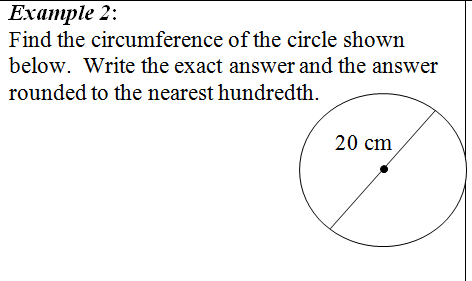 Example 2:
Find the circumference of the circle shown
below.  Write the exact answer and the answer
rounded to the nearest hundredth.
20 cm